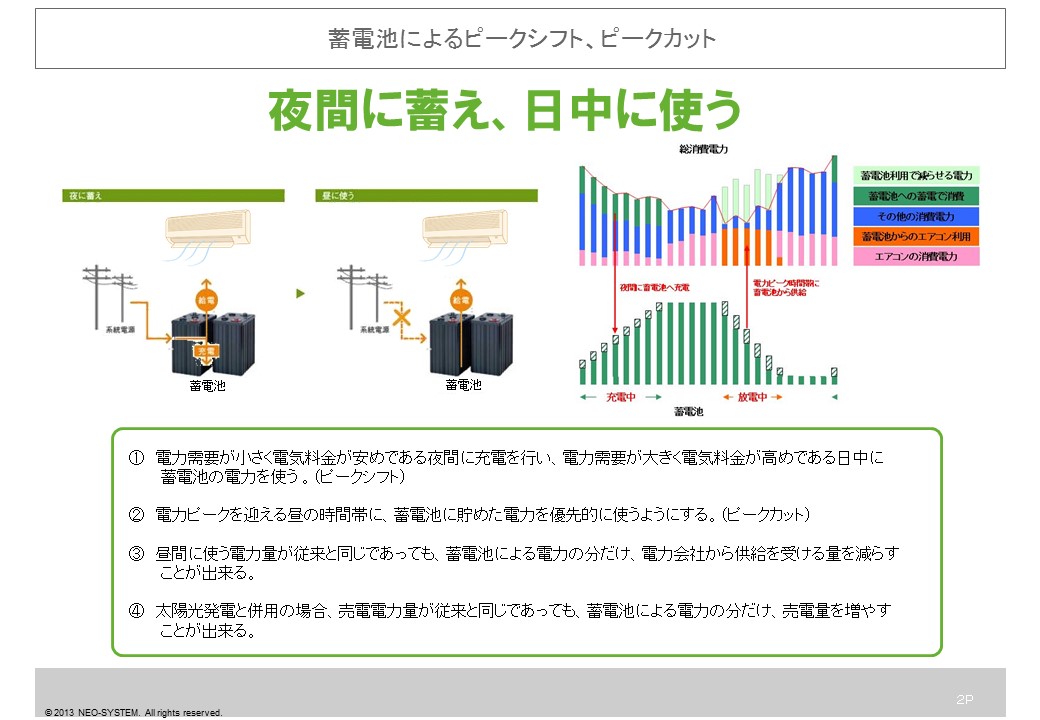 蓄電池によるピークシフト、ピークカット
夜間に蓄え、日中に使う
夜に蓄え
系統電源
給電
充電
蓄電池
昼に使う
系統電源
給電
蓄電池
総消費電力
蓄電池利用で減らせる電力
蓄電池への蓄電で消費
その他の消費電力
蓄電池からのエアコン利用
エアコンの消費電力
夜間に蓄電池へ充電
電力ピーク時間帯に
蓄電池から供給
充電中
放電中
蓄電池
① 電力需要が小さく電気料金が安めである夜間に充電を行い、電力需要が大きく電気料金が高めである日中に
蓄電池の電力を使う。（ピークシフト）
② 電力ピークを迎える昼の時間帯に、蓄電池に貯めた電力を優先的に使うようにする。（ピークカット）
③ 昼間に使う電力量が従来と同じであっても、蓄電池による電力の分だけ、電力会社から供給を受ける量を減らす
ことが出来る。
④ 太陽光発電と併用の場合、売電電力量が従来と同じであっても、蓄電池による電力の分だけ、売電量を増やす
ことが出来る。
©2013 NEO-SYSTEM. All rights reserved.
2P